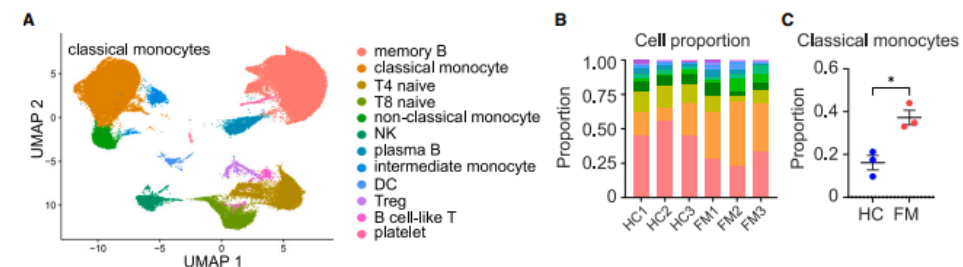 A
classical monocytes
UMAP 2
5
0
−5
10
−10
−5
0
5
UMAP 1
memory B
classical monocyte
T4 naive
T8 naive
non-classical monocyte
NK
plasma B
intermediate monocyte
DC
Treg
B cell-like T
platelet
B
Cell proportion
Proportion
1.00
0.75
0.50
0.25
0
HC1
HC2
HC3
FM1
FM2
FM3
C
Classical monocytes
Proportion
0.6
0.4
0.2
0
*
HC FM